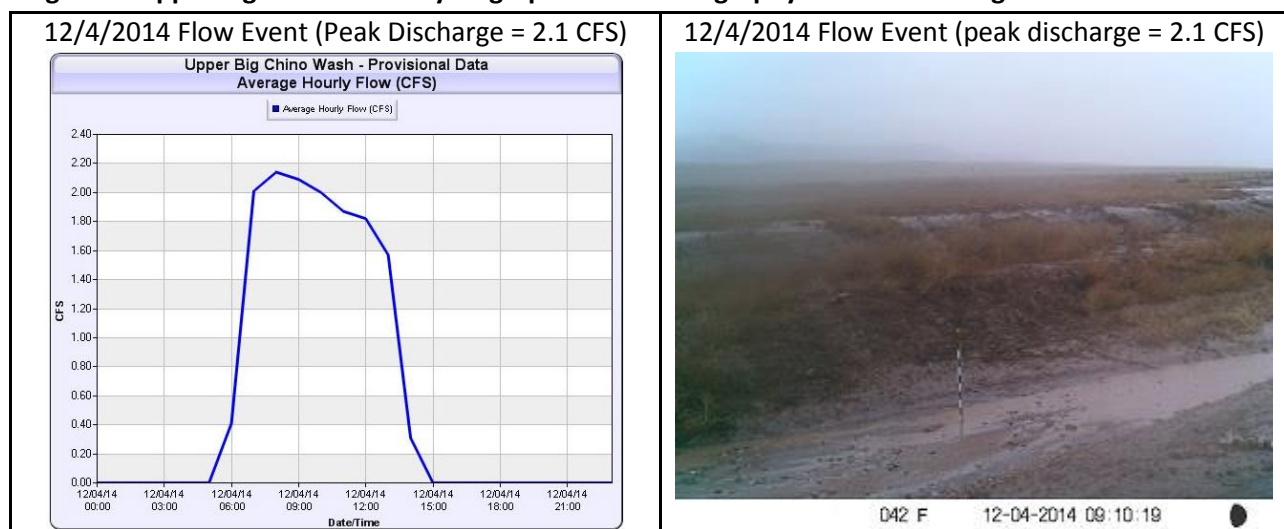 12/4/2014 Flow Event (Peak Discharge = 2.1 CFS)
12/4/2014 Flow Event (peak discharge = 2.1 CFS)
Upper Big Chino Wash - Provisional Data
Average Hourly Flow (CFS)
Average Hourly Flow (CFS)
2.40
2.20
2.00
1.80
1.60
1.40
1.20
1.00
0.80
0.60
0.40
0.20
0.00
CFS
12/04/14 12/04/14 12/04/14 12/04/14 12/04/14 12/04/14 12/04/14 12/04/14
00:00 03:00 06:00 09:00 12:00 15:00 18:00 21:00
Date/Time
042 F 12-04-2014 09:10:19